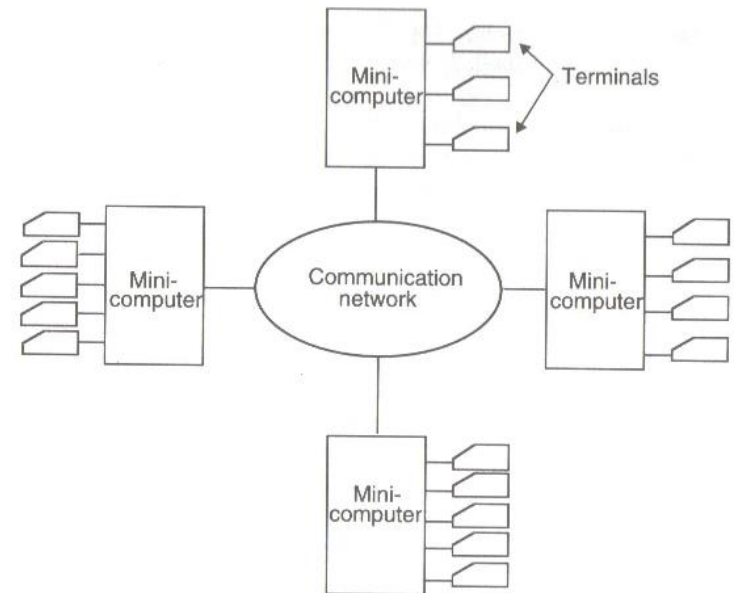 Mini-
computer
Terminals
Mini-
computer
Communication
network
Mini-
computer
Mini-
computer